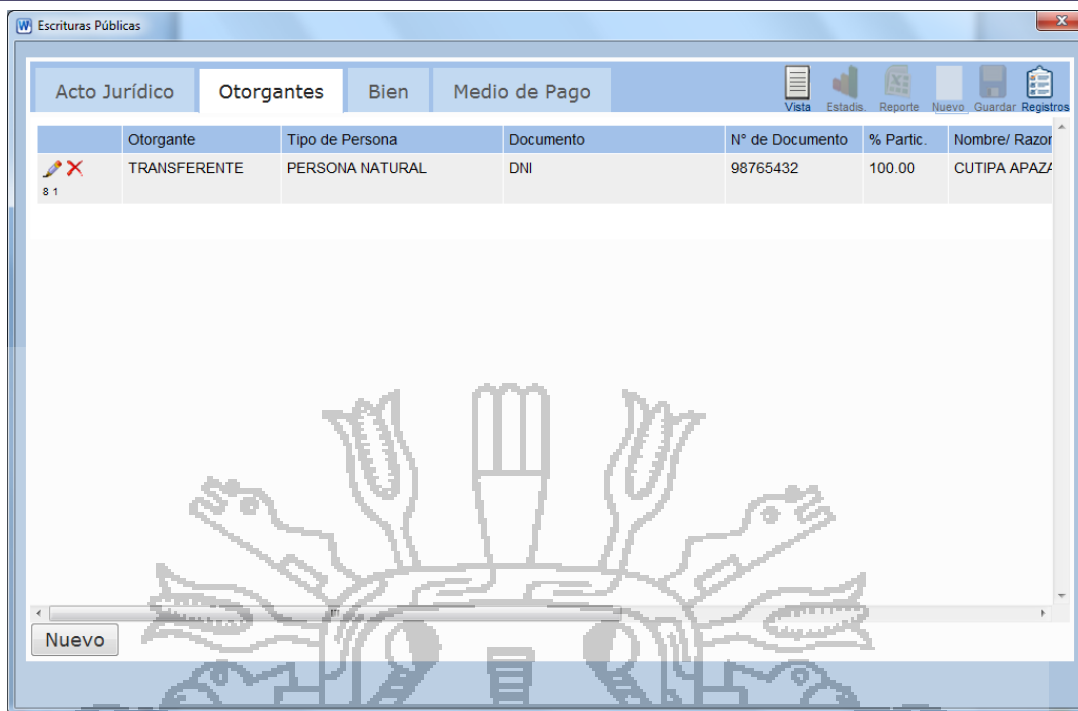 Escrituras Públicas
Acto Jurídico Otorgantes Bien Medio de Pago
Vista Estadis. Reporte Nuevo Guardar Registros
Otorgante Tipo de Persona Documento N° de Documento % Partic. Nombre/ Razor
TRANSFERENTE PERSONA NATURAL DNI 98765432 100.00 CUTIPA APAZA
8 1
Nuevo